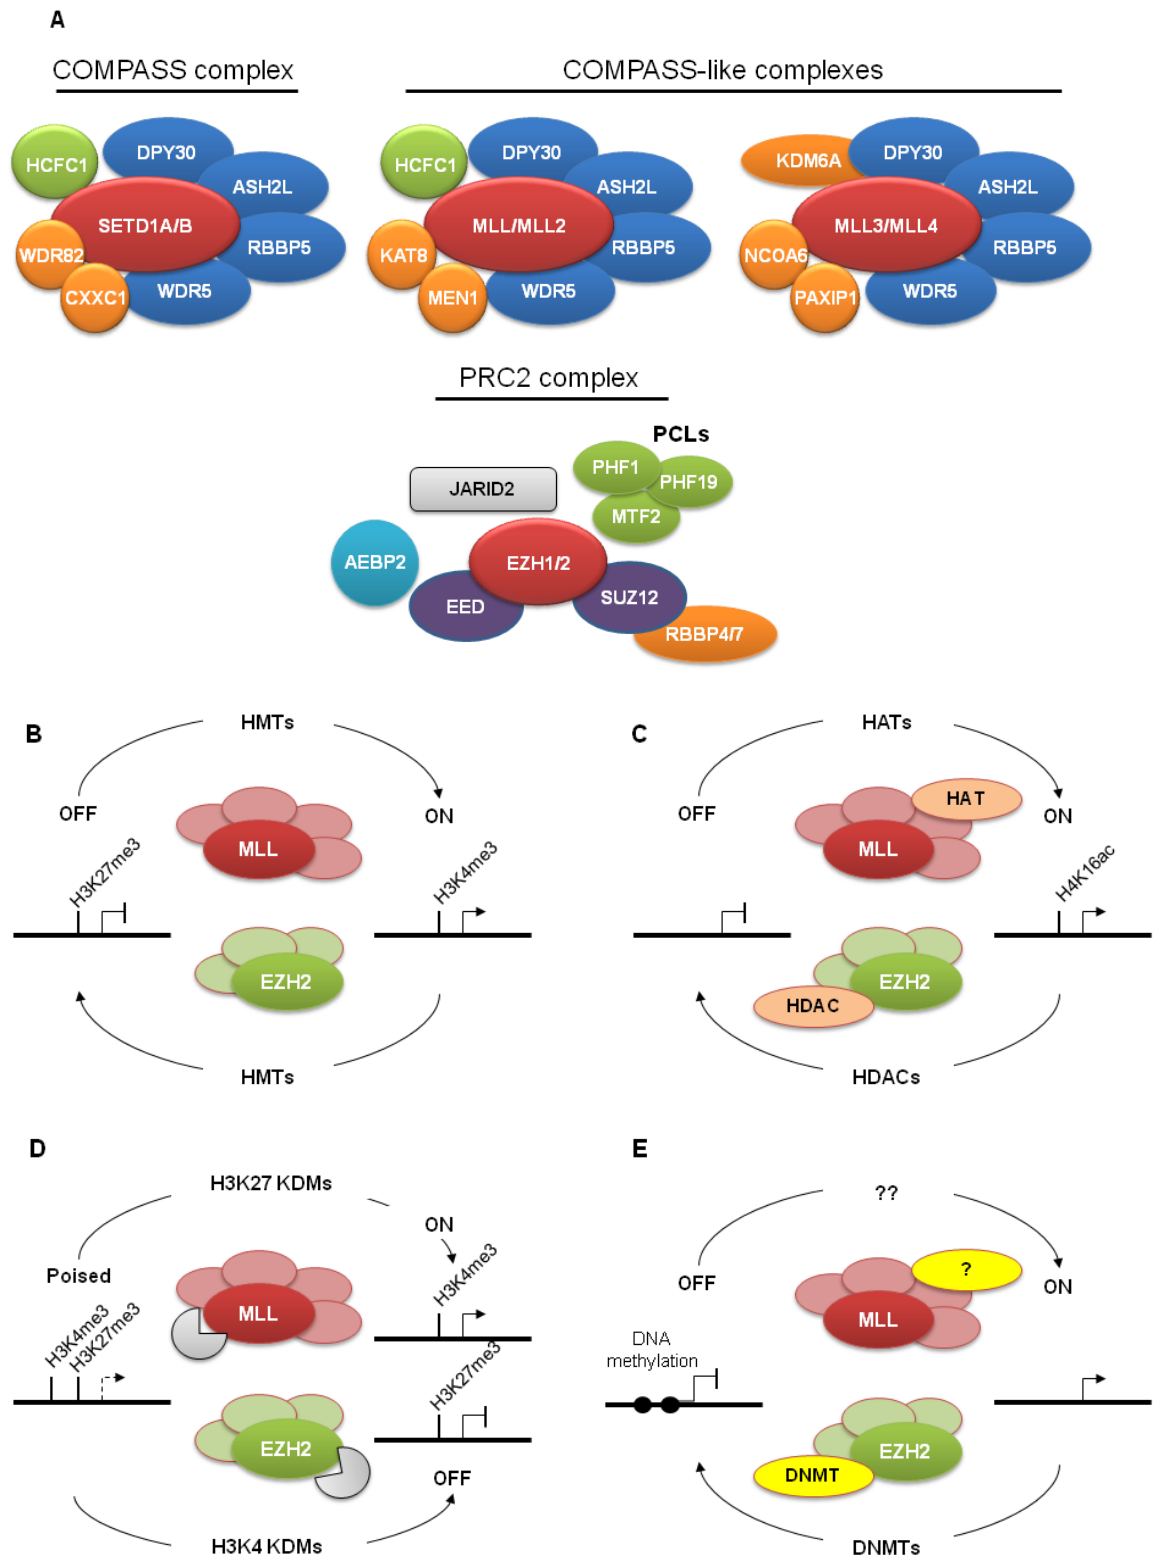 A
COMPASS complex
COMPASS-like complexes
HCFC1
DPY30
ASH2L
SETD1A/B
RBBP5
WDR82
CXXC1
WDR5
HCFC1
DPY30
ASH2L
MLL/MLL2
RBBP5
KAT8
MEN1
WDR5
KDM6A
DPY30
ASH2L
MLL3/MLL4
RBBP5
NCOA6
PAXIP1
WDR5
PRC2 complex
PCLs
PHF1
PHF19
MTF2
JARID2
AEBP2
EZH1/2
EED
SUZ12
RBBP4/7
B
HMTs
OFF
ON
MLL
H3K27me3
H3K4me3
EZH2
HMTs
C
HATs
OFF
HAT
ON
MLL
H4K16ac
EZH2
HDAC
HDACs
D
H3K27 KDMs
ON
Poised
MLL
H3K4me3
H3K4me3
H3K27me3
H3K27me3
EZH2
OFF
H3K4 KDMs
E
??
OFF
?
ON
MLL
DNA
methylation
EZH2
DNMT
DNMTs